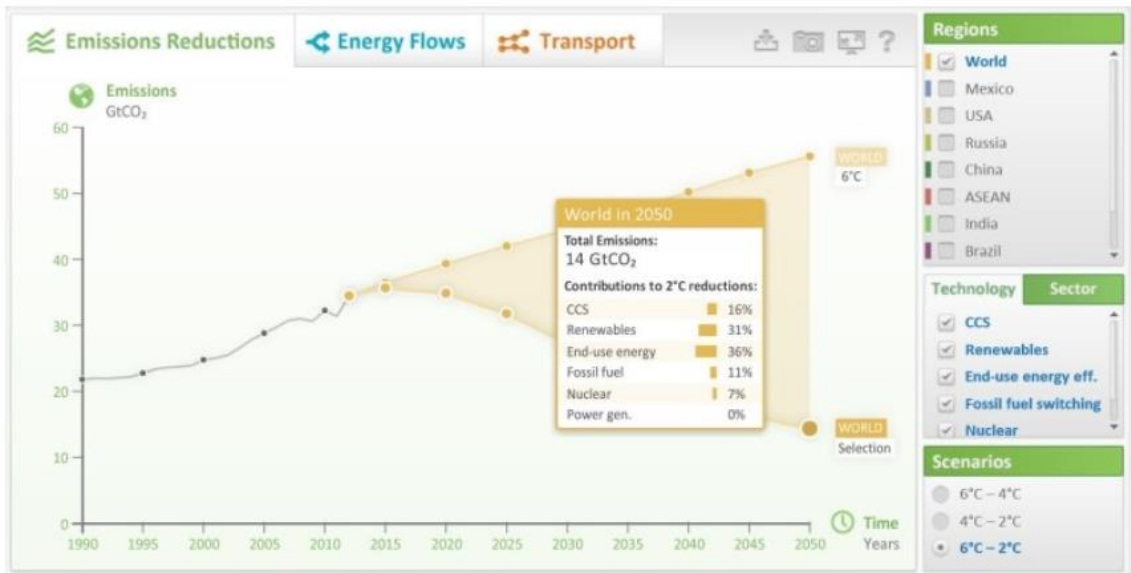 Emissions Reductions
Energy Flows
Transport
?
Emissions
GtCO₂
60
50
40
30
20
10
0
1990 1995 2000 2005 2010 2015 2020 2025 2030 2035 2040 2045 2050
Time
Years
WORLD
6°C
World in 2050
Total Emissions:
14 GtCO₂
Contributions to 2°C reductions:
CCS 16%
Renewables 31%
End-use energy 36%
Fossil fuel 11%
Nuclear 7%
Power gen. 0%
WORLD
Selection
Regions
World
Mexico
USA
Russia
China
ASEAN
India
Brazil
Technology Sector
CCS
Renewables
End-use energy eff.
Fossil fuel switching
Nuclear
Scenarios
6°C – 4°C
4°C – 2°C
6°C – 2°C